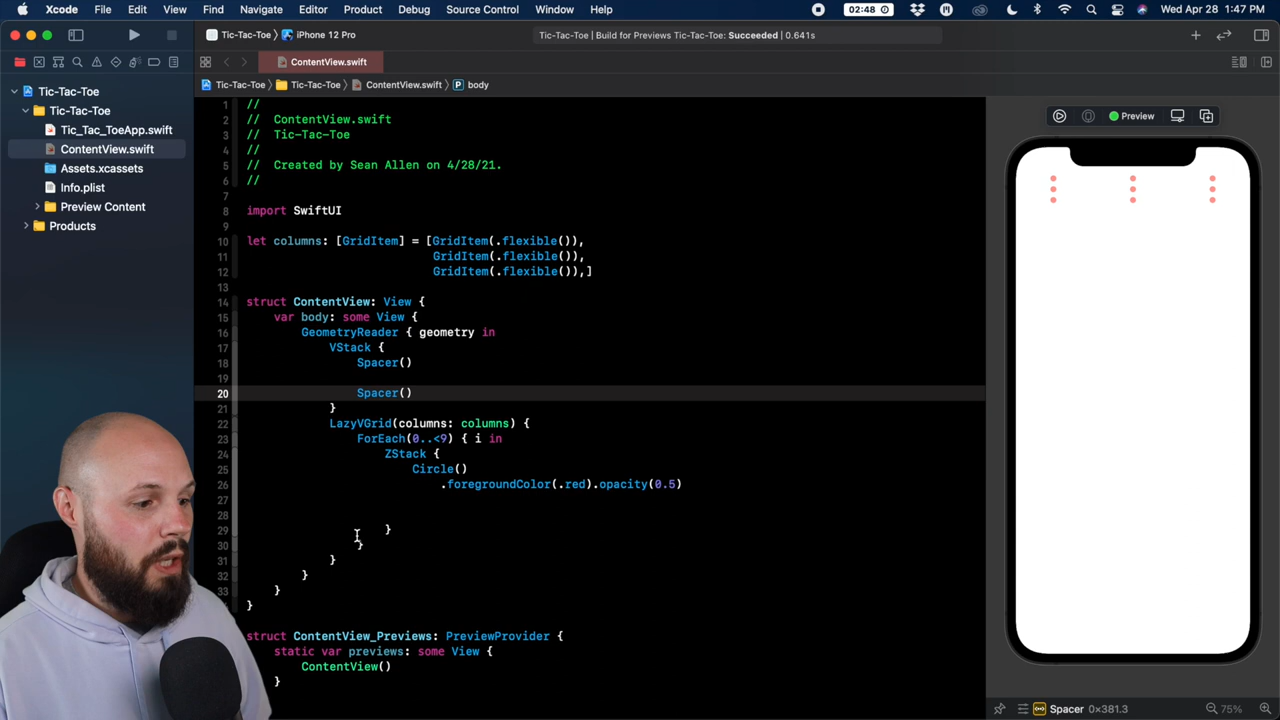 Xcode File Edit View Find Navigate Editor Product Debug Source Control Window Help 02:48 Wed Apr 28 1:47 PM
Tic-Tac-Toe iPhone 12 Pro Tic-Tac-Toe | Build for Previews Tic-Tac-Toe: Succeeded | 0.641s
ContentView.swift
Tic-Tac-Toe Tic-Tac-Toe ContentView.swift P body
Tic-Tac-Toe
Tic-Tac-Toe
Tic_Tac_ToeApp.swift
ContentView.swift
Assets.xcassets
Info.plist
Preview Content
Products
1 //
2 // ContentView.swift
3 // Tic-Tac-Toe
4 //
5 // Created by Sean Allen on 4/28/21.
6 //
7
8 import SwiftUI
9
10 let columns: [GridItem] = [GridItem(.flexible()),
11 GridItem(.flexible()),
12 GridItem(.flexible()),]
13
14 struct ContentView: View {
15 var body: some View {
16 GeometryReader { geometry in
17 VStack {
18 Spacer()
19
20 Spacer()
21 }
22 LazyVGrid(columns: columns) {
23 ForEach(0..<9) { i in
24 ZStack {
25 Circle()
26 .foregroundColor(.red).opacity(0.5)
27
28
29 }
30 }
31 }
32 }
33 }
}
struct ContentView_Previews: PreviewProvider {
static var previews: some View {
ContentView()
}
Preview
Spacer 0×381.3 75%